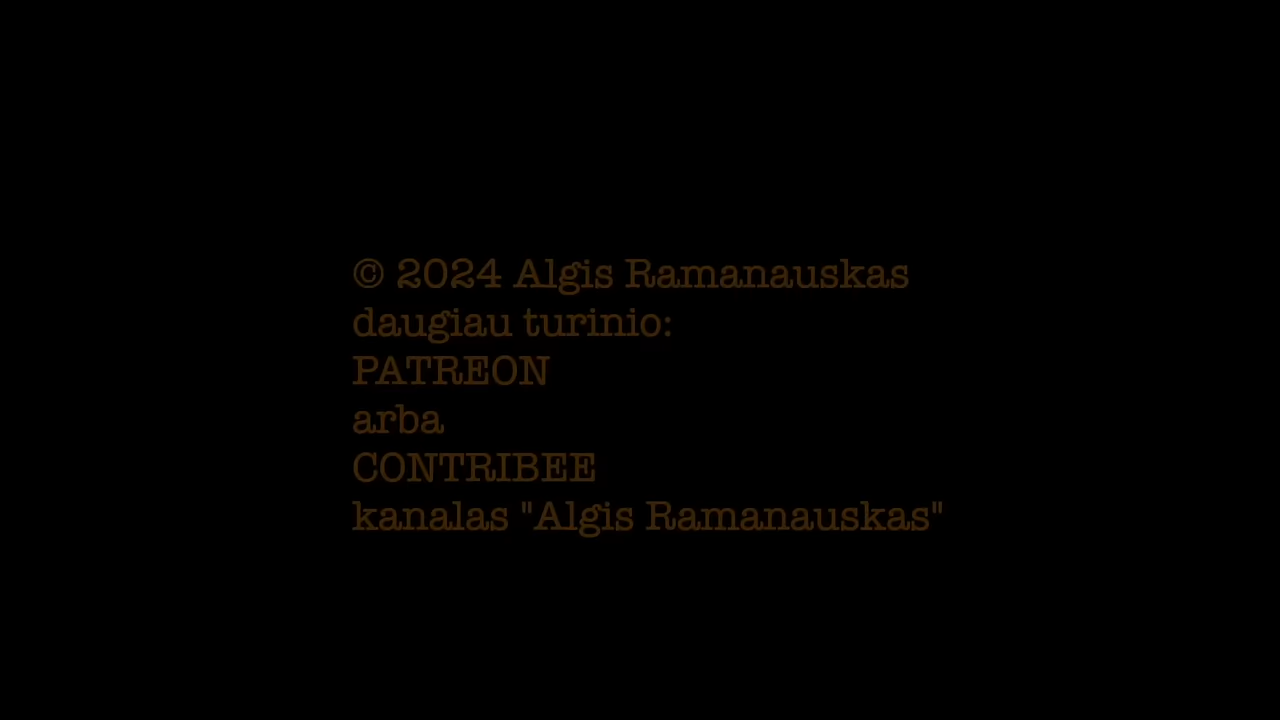 © 2024 Algis Ramanauskas
daugiau turinio:
PATREON
arba
CONTRIBEE
kanalas "Algis Ramanauskas"